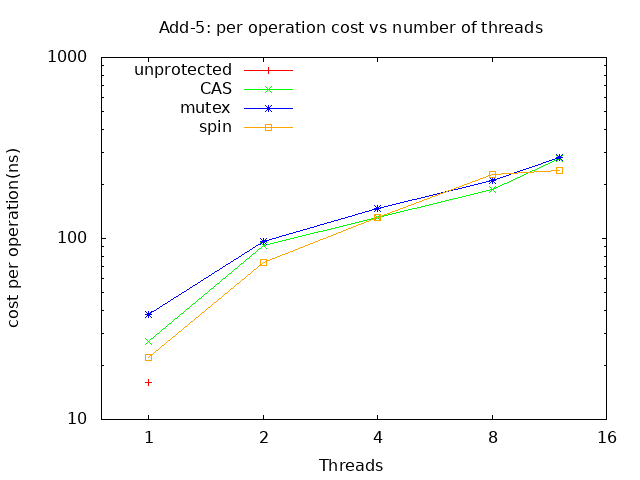 Add-5: per operation cost vs number of threads
1000
100
10
cost per operation(ns)
unprotected
CAS
mutex
spin
1 2 4 8 16
Threads